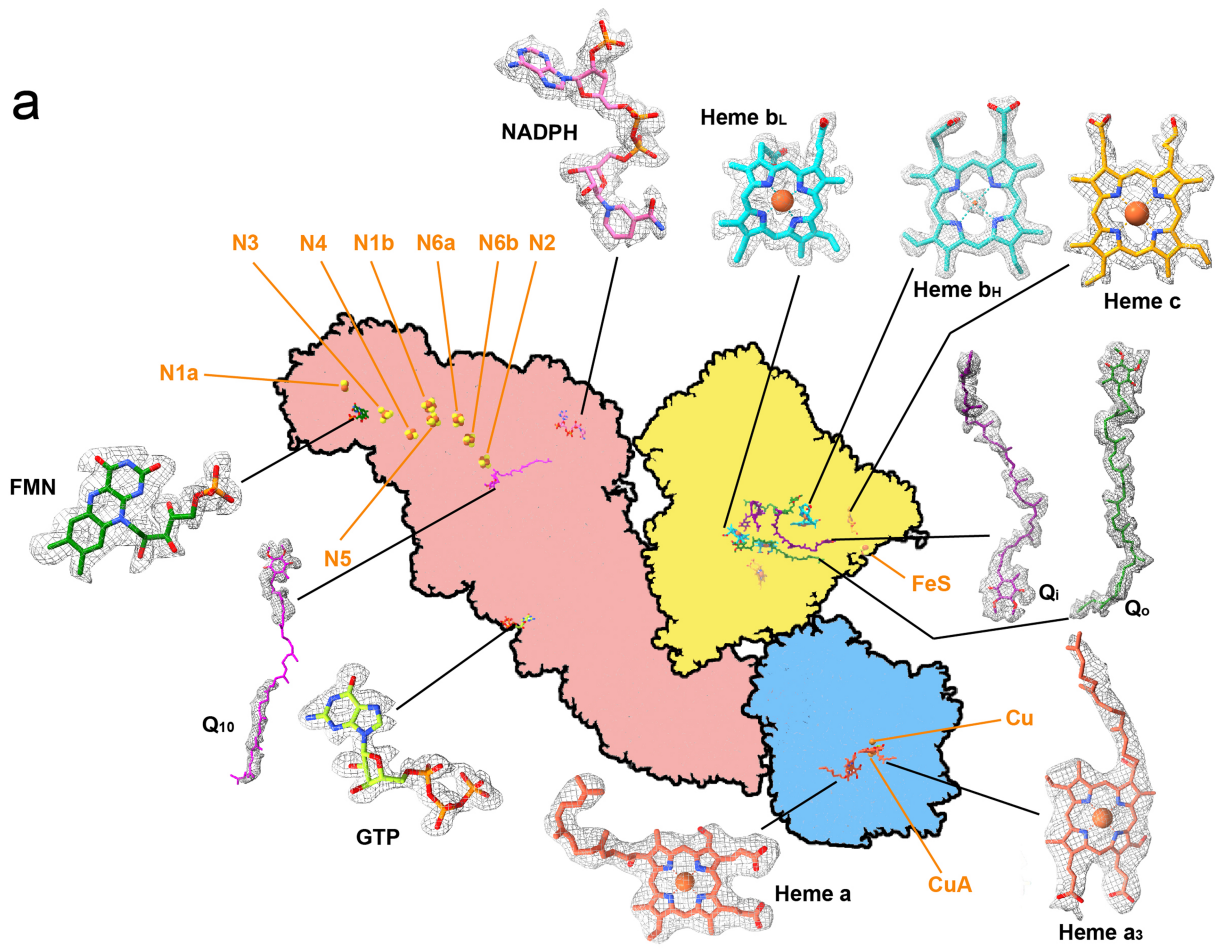 a
NADPH
Heme bL
Heme bH
Heme c
N3
N4
N1b
N6a
N6b
N2
N1a
FMN
N5
FeS
Qi
Qo
Q10
GTP
Cu
CuA
Heme a
Heme a3